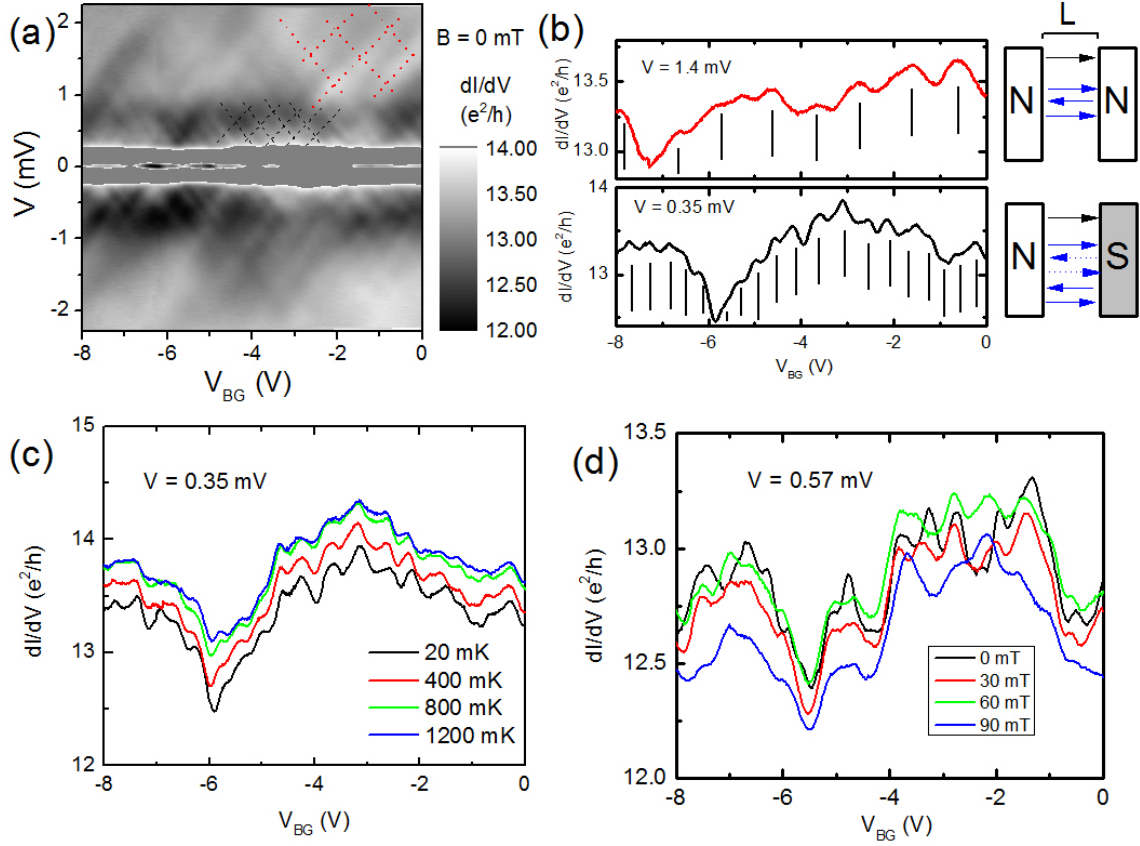 (a)
B = 0 mT
dI/dV
(e²/h)
14.00
13.00
12.50
12.00
V (mV)
2
1
0
-1
-2
-8 -6 -4 -2 0
V_BG (V)
(b)
V = 1.4 mV
dI/dV (e²/h)
13.5
13.0
V = 0.35 mV
dI/dV (e²/h)
14
13
-8 -6 -4 -2 0
V_BG (V)
L
N N
N S
(c)
V = 0.35 mV
dI/dV (e²/h)
15
14
13
12
20 mK
400 mK
800 mK
1200 mK
-8 -6 -4 -2 0
V_BG (V)
(d)
V = 0.57 mV
dI/dV (e²/h)
13.5
13.0
12.5
12.0
0 mT
30 mT
60 mT
90 mT
-8 -6 -4 -2 0
V_BG (V)